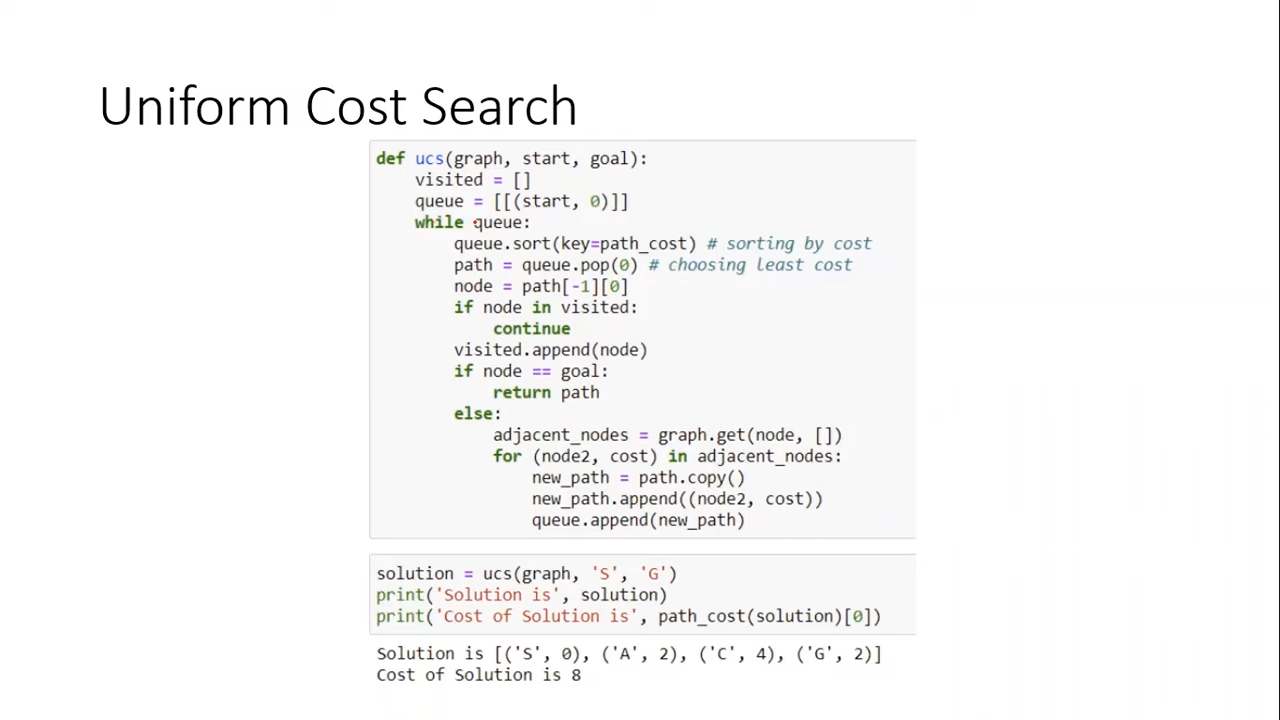 Uniform Cost Search
def ucs(graph, start, goal):
    visited = []
    queue = [[(start, 0)]]
    while queue:
        queue.sort(key=path_cost) # sorting by cost
        path = queue.pop(0) # choosing least cost
        node = path[-1][0]
        if node in visited:
            continue
        visited.append(node)
        if node == goal:
            return path
        else:
            adjacent_nodes = graph.get(node, [])
            for (node2, cost) in adjacent_nodes:
                new_path = path.copy()
                new_path.append((node2, cost))
                queue.append(new_path)
solution = ucs(graph, 'S', 'G')
print('Solution is', solution)
print('Cost of Solution is', path_cost(solution)[0])
Solution is [('S', 0), ('A', 2), ('C', 4), ('G', 2)]
Cost of Solution is 8